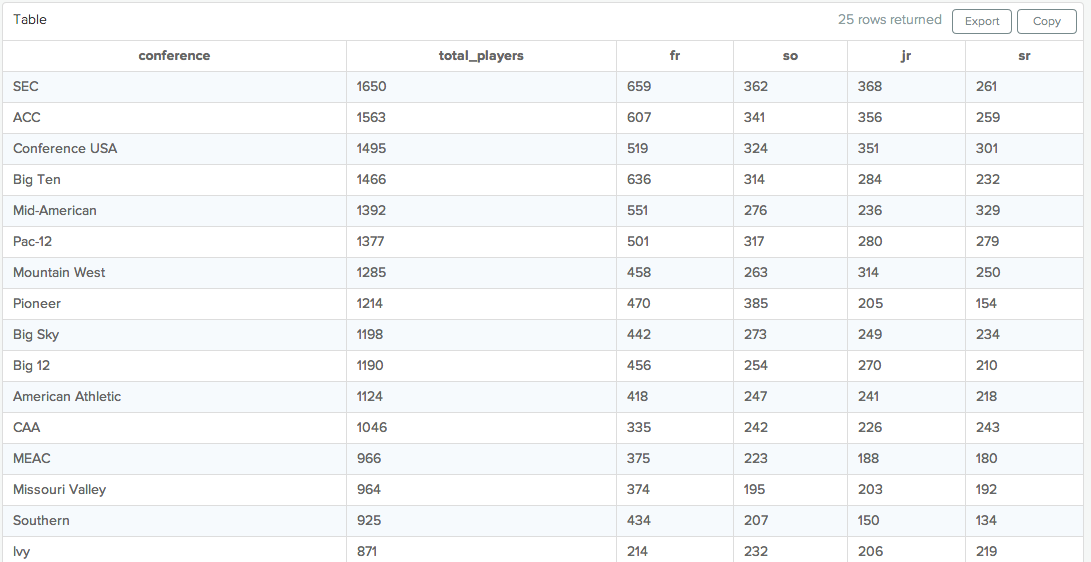 Table 25 rows returned Export Copy
conference total_players fr so jr sr
SEC 1650 659 362 368 261
ACC 1563 607 341 356 259
Conference USA 1495 519 324 351 301
Big Ten 1466 636 314 284 232
Mid-American 1392 551 276 236 329
Pac-12 1377 501 317 280 279
Mountain West 1285 458 263 314 250
Pioneer 1214 470 385 205 154
Big Sky 1198 442 273 249 234
Big 12 1190 456 254 270 210
American Athletic 1124 418 247 241 218
CAA 1046 335 242 226 243
MEAC 966 375 223 188 180
Missouri Valley 964 374 195 203 192
Southern 925 434 207 150 134
Ivy 871 214 232 206 219